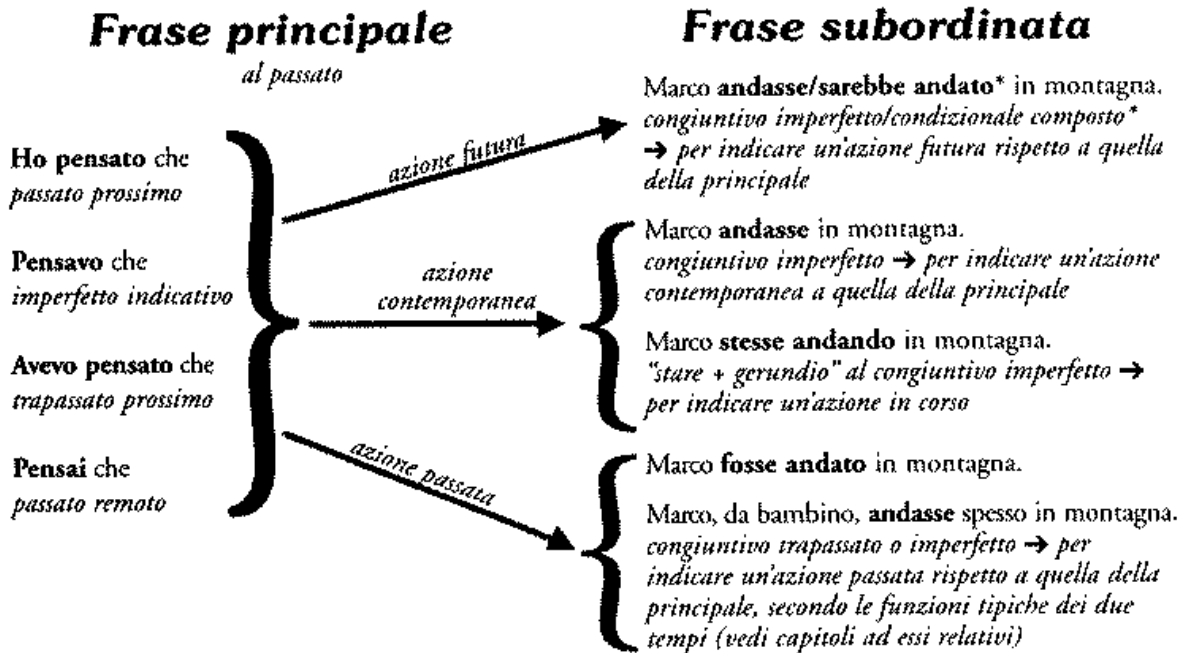 Frase principale
al passato
Ho pensato che
passato prossimo
Pensavo che
imperfetto indicativo
Avevo pensato che
trapassato prossimo
Pensai che
passato remoto
azione futura
azione
contemporanea
azione passata
Frase subordinata
Marco andasse/sarebbe andato* in montagna.
congiuntivo imperfetto/condizionale composto*
➔ per indicare un'azione futura rispetto a quella
della principale
Marco andasse in montagna.
congiuntivo imperfetto ➔ per indicare un'azione
contemporanea a quella della principale
Marco stesse andando in montagna.
"stare + gerundio" al congiuntivo imperfetto ➔
per indicare un'azione in corso
Marco fosse andato in montagna.
Marco, da bambino, andasse spesso in montagna.
congiuntivo trapassato o imperfetto ➔ per
indicare un'azione passata rispetto a quella della
principale, secondo le funzioni tipiche dei due
tempi (vedi capitoli ad essi relativi)